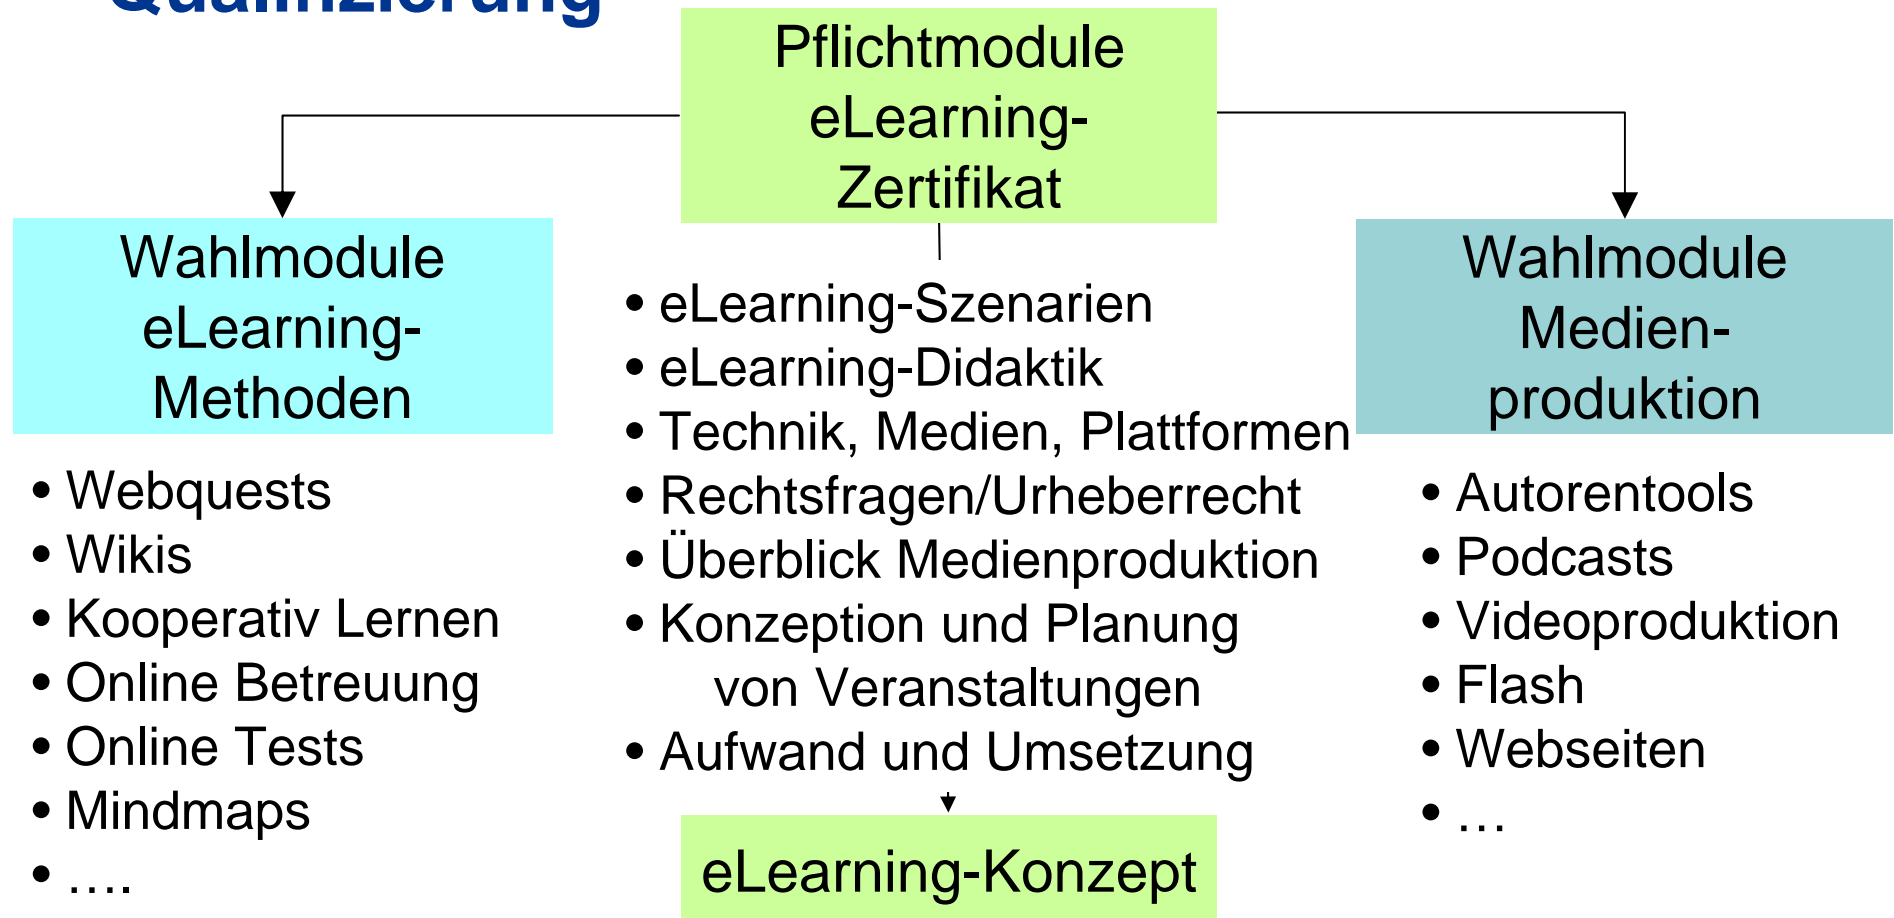 Qualifizierung
Pflichtmodule
eLearning-
Zertifikat
Wahlmodule
eLearning-
Methoden
• Webquests
• Wikis
• Kooperativ Lernen
• Online Betreuung
• Online Tests
• Mindmaps
• ….
• eLearning-Szenarien
• eLearning-Didaktik
• Technik, Medien, Plattformen
• Rechtsfragen/Urheberrecht
• Überblick Medienproduktion
• Konzeption und Planung
von Veranstaltungen
• Aufwand und Umsetzung
eLearning-Konzept
Wahlmodule
Medien-
produktion
• Autorentools
• Podcasts
• Videoproduktion
• Flash
• Webseiten
• …